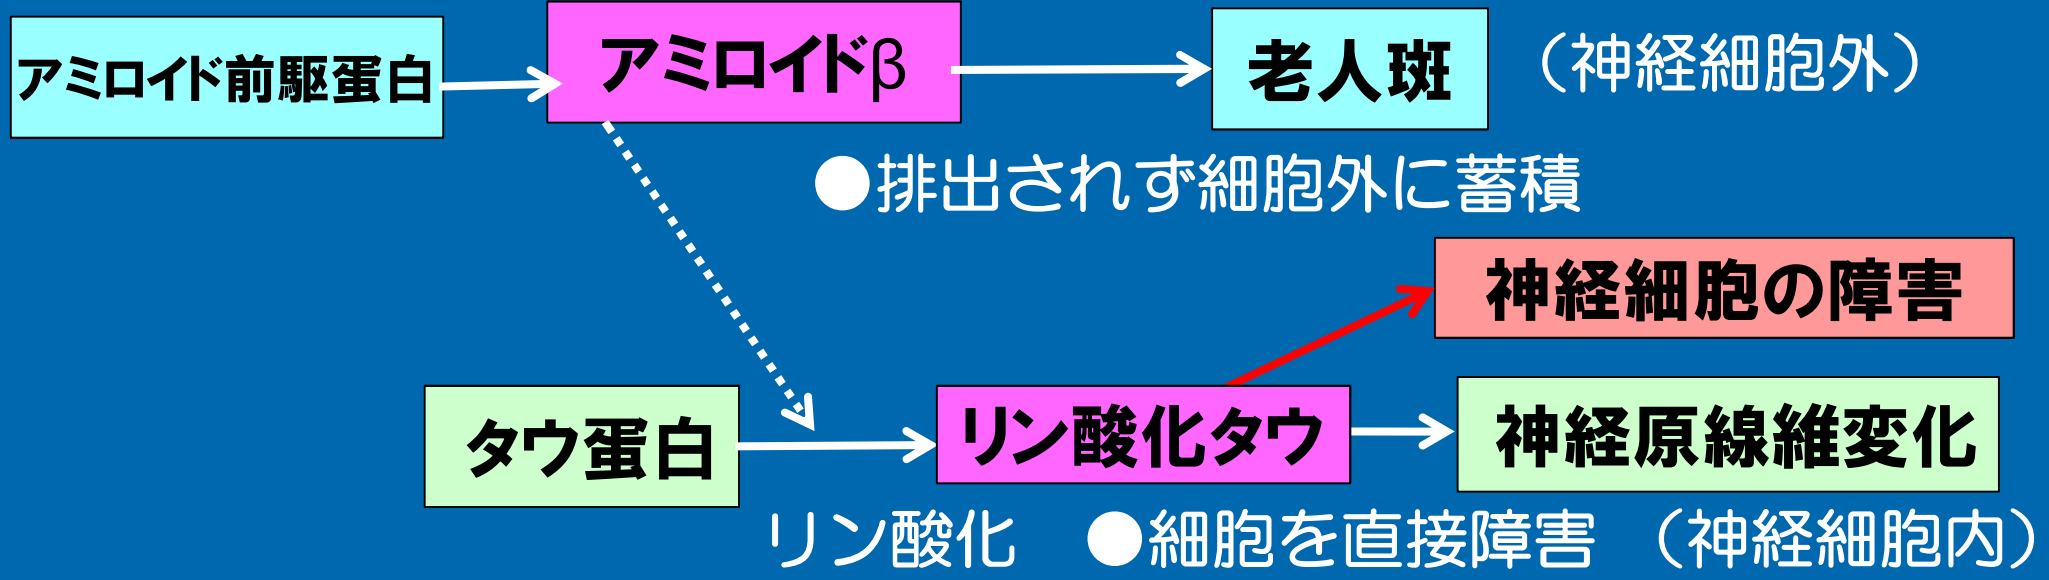 アミロイド前駆蛋白
アミロイドβ
老人斑
（神経細胞外）
●排出されず細胞外に蓄積
神経細胞の障害
タウ蛋白
リン酸化タウ
神経原線維変化
リン酸化
●細胞を直接障害
（神経細胞内）